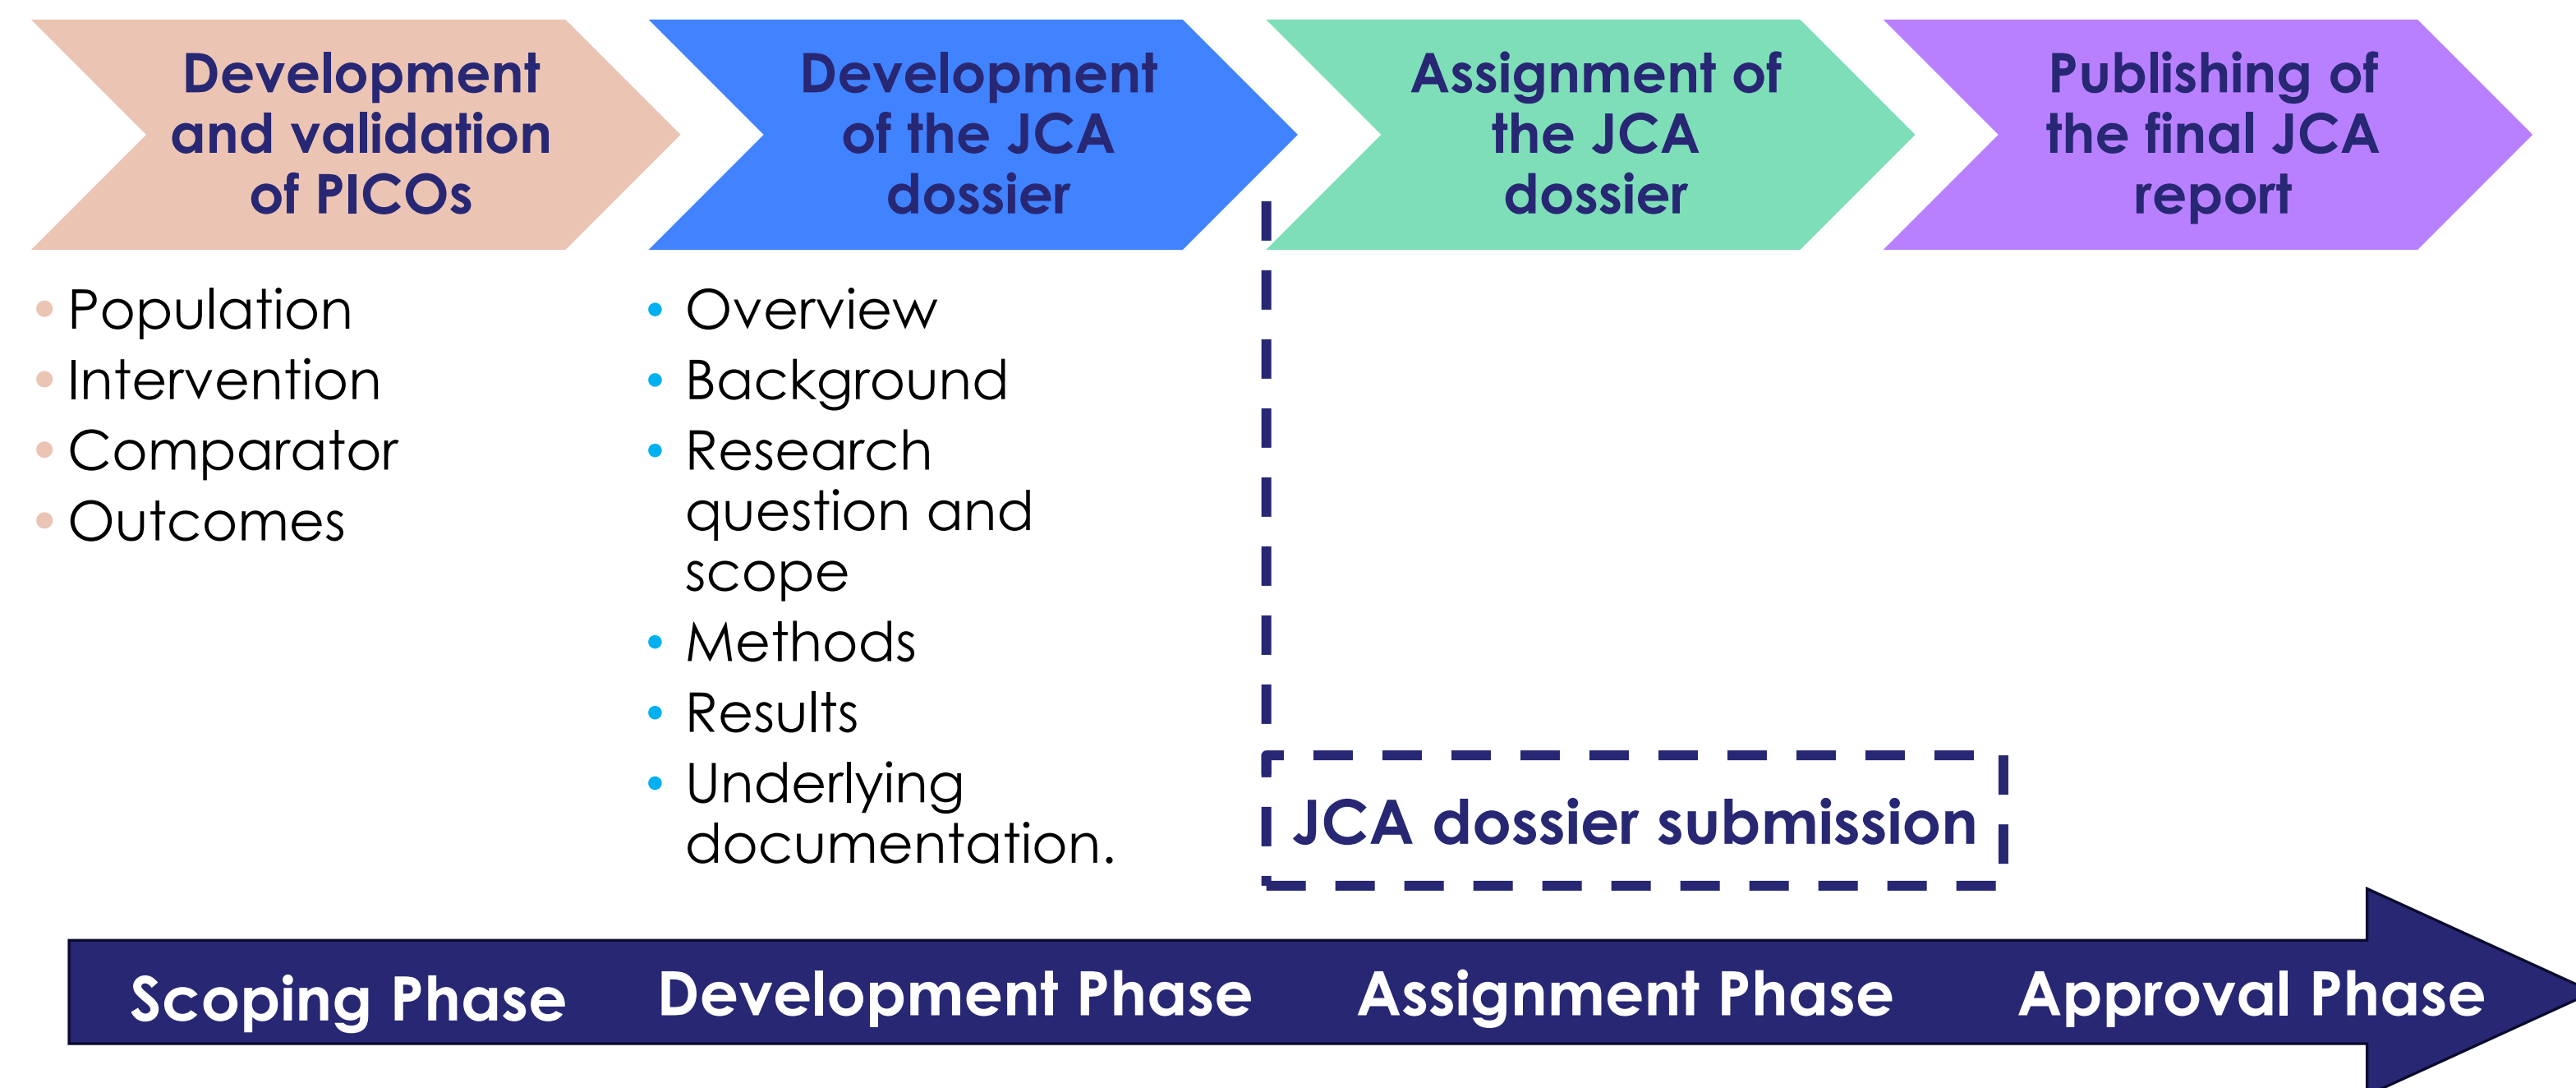 Development
and validation
of PICOs
Development
of the JCA
dossier
Assignment of
the JCA
dossier
Publishing of
the final JCA
report
• Population
• Intervention
• Comparator
• Outcomes
• Overview
• Background
• Research
question and
scope
• Methods
• Results
• Underlying
documentation.
JCA dossier submission
Scoping Phase
Development Phase
Assignment Phase
Approval Phase